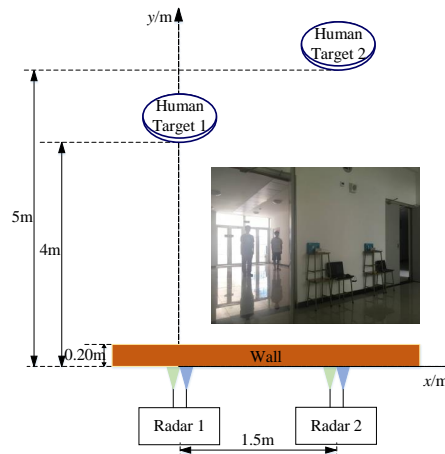 y/m
Human
Target 2
Human
Target 1
5m
4m
0.20m
Wall
x/m
Radar 1
Radar 2
1.5m